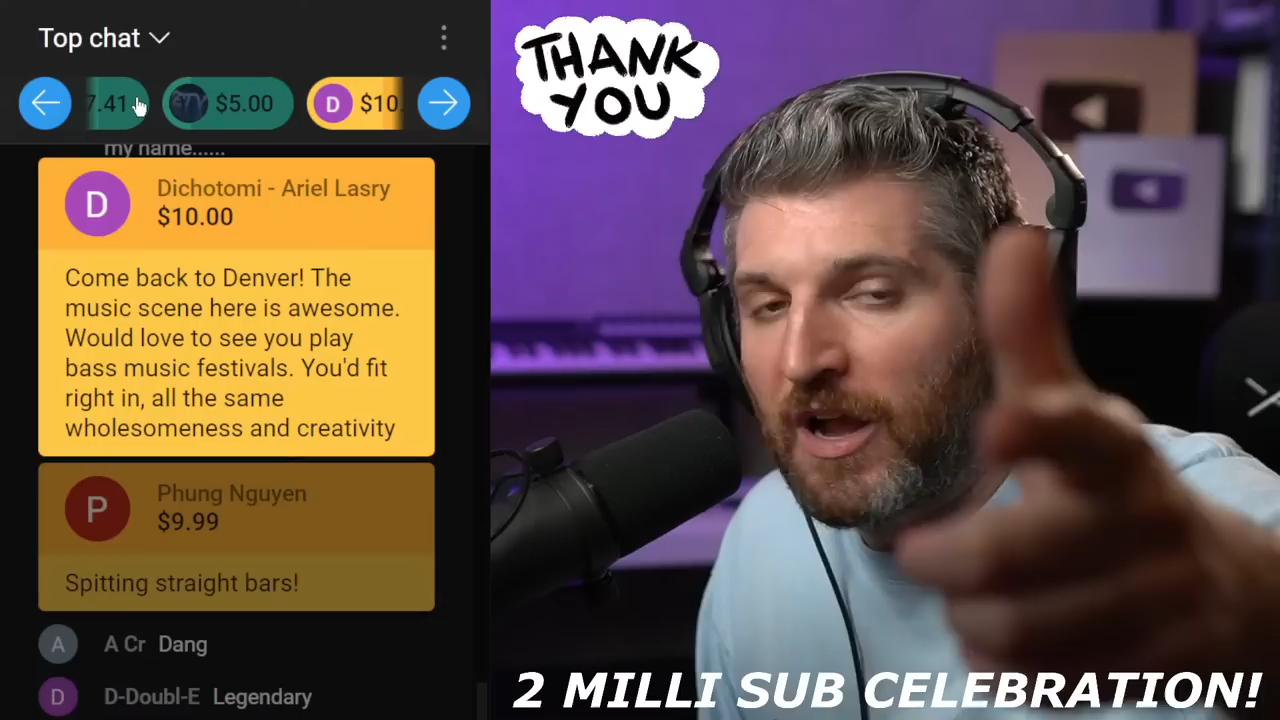 Top chat
7.41 $5.00 D $10.
my name......
D Dichotomi - Ariel Lasry
$10.00
Come back to Denver! The
music scene here is awesome.
Would love to see you play
bass music festivals. You'd fit
right in, all the same
wholesomeness and creativity
P Phung Nguyen
$9.99
Spitting straight bars!
A A Cr Dang
D D-Doubl-E Legendary
THANK
YOU
2 MILLI SUB CELEBRATION!